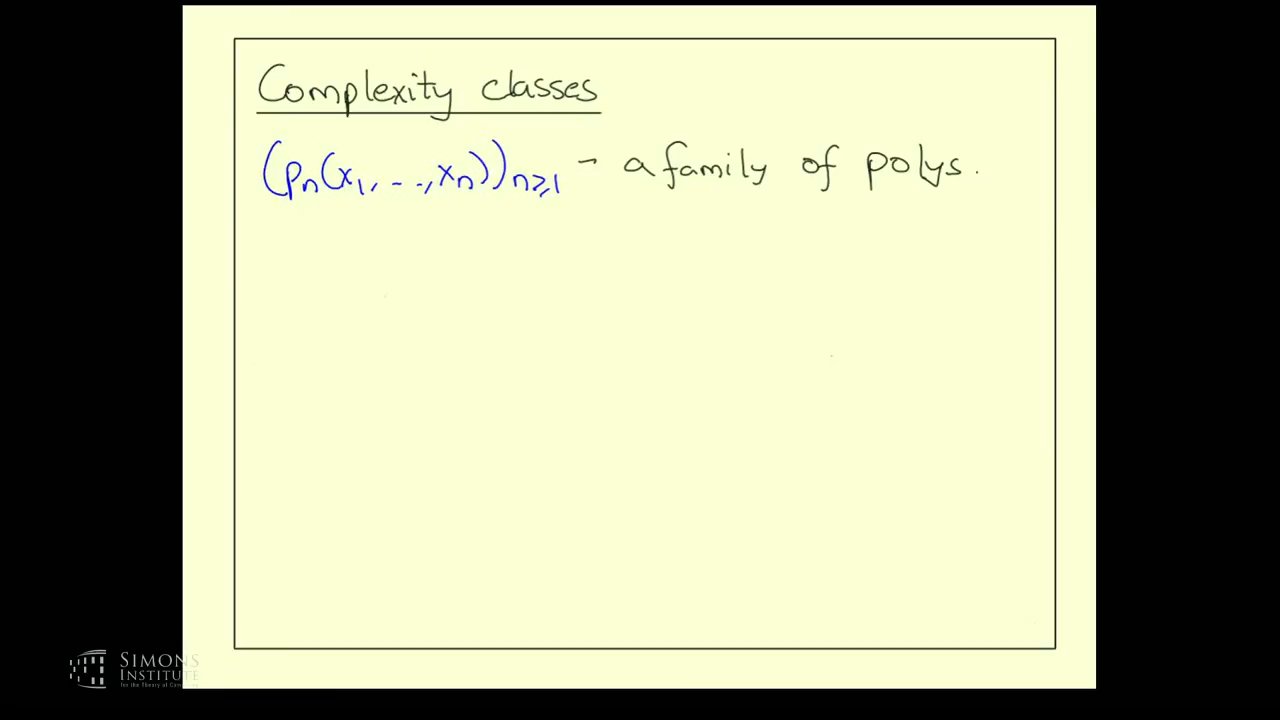 Complexity classes
(pₙ(x₁, ..., xₙ))ₙ≥₁ - a family of polys.
SIMONS
INSTITUTE